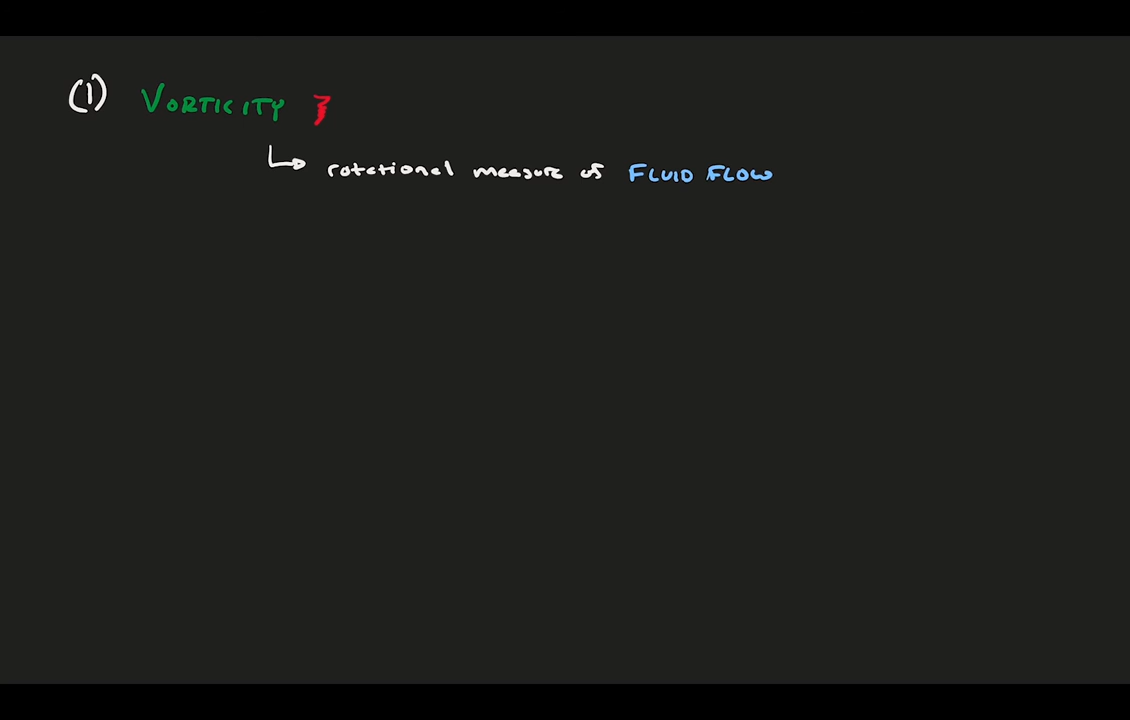 (1) VORTICITY
↳ rotational measure of FLUID FLOW